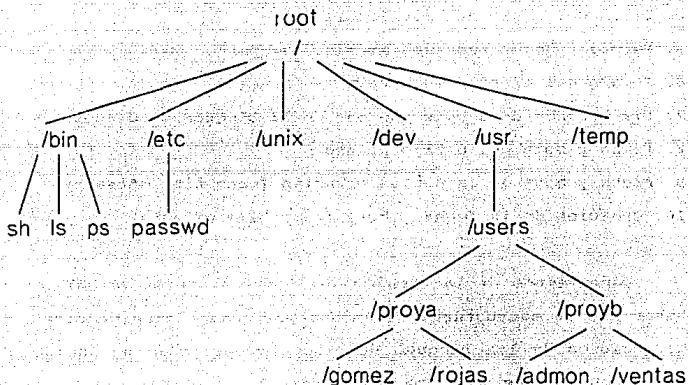 root
/
/bin /etc /unix /dev /usr /temp
sh ls ps passwd
/users
/proya /proyb
/gomez /rojas /admon /ventas